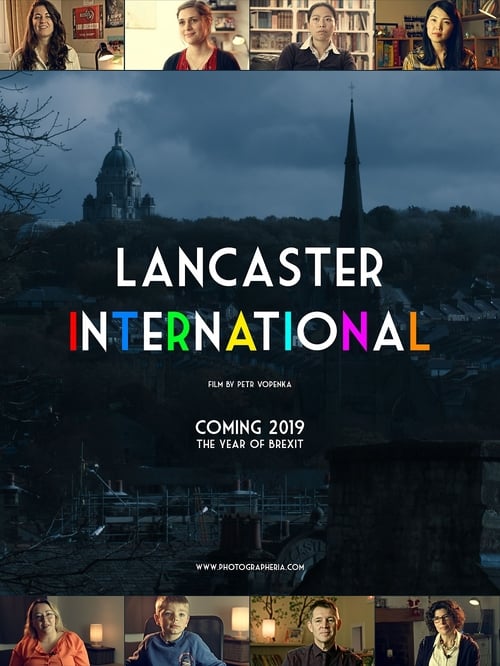 LANCASTER
INTERNATIONAL
FILM BY PETR VOPENKA
COMING 2019
THE YEAR OF BREXIT
WWW.PHOTOGRAPHERIA.COM